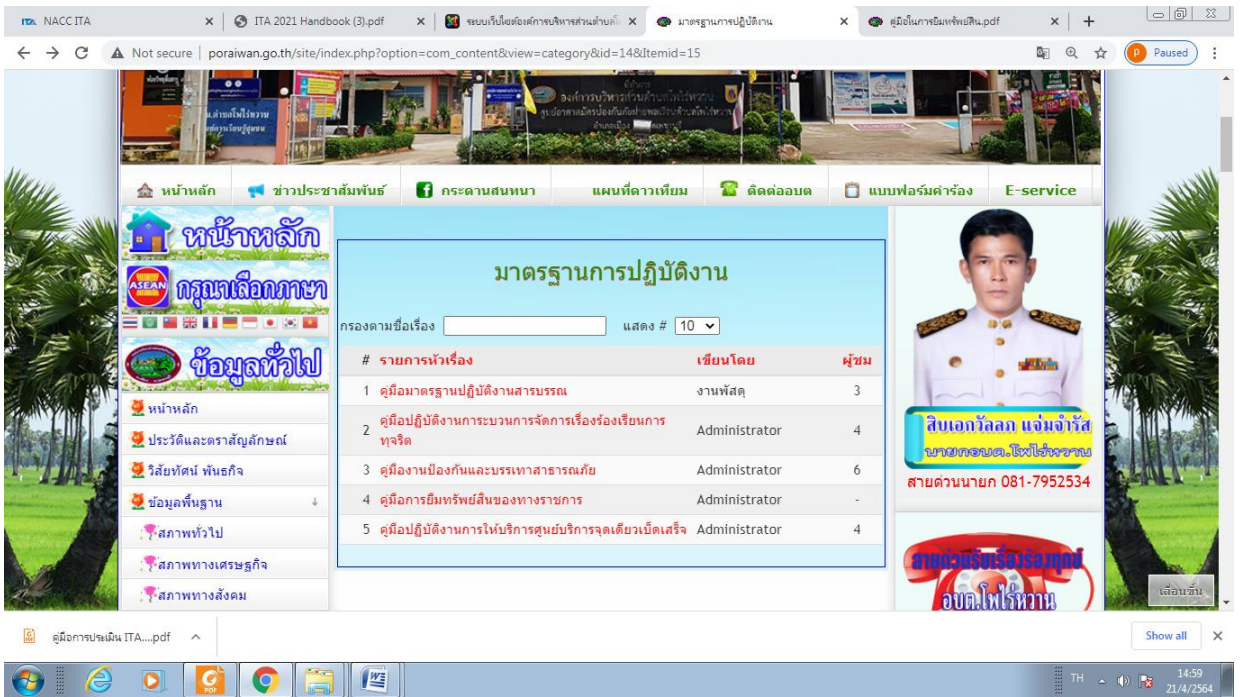 NACC ITA
ITA 2021 Handbook (3).pdf
ระบบเว็บไซต์องค์การบริหารส่วนตำบล
มาตรฐานการปฏิบัติงาน
คู่มือในการยืมทรัพย์สิน.pdf
Not secure | poraiwan.go.th/site/index.php?option=com_content&view=category&id=14&Itemid=15
P Paused
องค์การบริหารส่วนตำบลโพไร่หวาน
หน้าหลัก
ข่าวประชาสัมพันธ์
กระดานสนทนา
แผนที่ดาวเทียม
ติดต่ออบต
แบบฟอร์มคำร้อง
E-service
หน้าหลัก
ASEAN กรุณาเลือกภาษา
ข้อมูลทั่วไป
หน้าหลัก
ประวัติและตราสัญลักษณ์
วิสัยทัศน์ พันธกิจ
ข้อมูลพื้นฐาน
สภาพทั่วไป
สภาพทางเศรษฐกิจ
สภาพทางสังคม
มาตรฐานการปฏิบัติงาน
กรองตามชื่อเรื่อง แสดง # 10
# รายการหัวเรื่อง เขียนโดย ผู้ชม
1 คู่มือมาตรฐานปฏิบัติงานสารบรรณ งานพัสดุ 3
2 คู่มือปฏิบัติงานการะบวนการจัดการเรื่องร้องเรียนการ
ทุจริต Administrator 4
3 คู่มืองานป้องกันและบรรเทาสาธารณภัย Administrator 6
4 คู่มือการยืมทรัพย์สินของทางราชการ Administrator -
5 คู่มือปฏิบัติงานการให้บริการศูนย์บริการจุดเดียวเบ็ดเสร็จ Administrator 4
สิบเอกวัลลภ แจ่มจำรัส
นายกอบต.โพไร่หวาน
สายด่วนนายก 081-7952534
สายด่วนรับเรื่องร้องทุกข์
อบต.โพไร่หวาน
เลื่อนขึ้น
คู่มือการประเมิน ITA....pdf
Show all
TH
14:59
21/4/2564